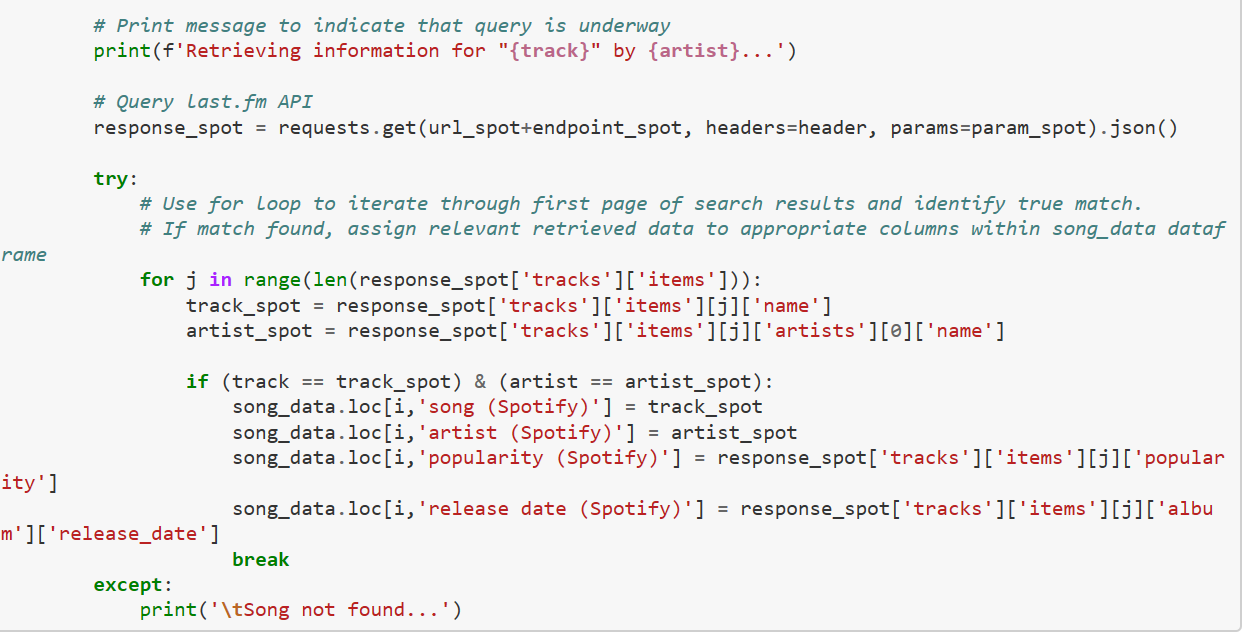 # Print message to indicate that query is underway
print(f'Retrieving information for "{track}" by {artist}...')
# Query last.fm API
response_spot = requests.get(url_spot+endpoint_spot, headers=header, params=param_spot).json()
try:
# Use for loop to iterate through first page of search results and identify true match.
# If match found, assign relevant retrieved data to appropriate columns within song_data dataf
rame
for j in range(len(response_spot['tracks']['items'])):
track_spot = response_spot['tracks']['items'][j]['name']
artist_spot = response_spot['tracks']['items'][j]['artists'][0]['name']
if (track == track_spot) & (artist == artist_spot):
song_data.loc[i,'song (Spotify)'] = track_spot
song_data.loc[i,'artist (Spotify)'] = artist_spot
song_data.loc[i,'popularity (Spotify)'] = response_spot['tracks']['items'][j]['popular
ity']
song_data.loc[i,'release date (Spotify)'] = response_spot['tracks']['items'][j]['albu
m']['release_date']
break
except:
print('\tSong not found...')